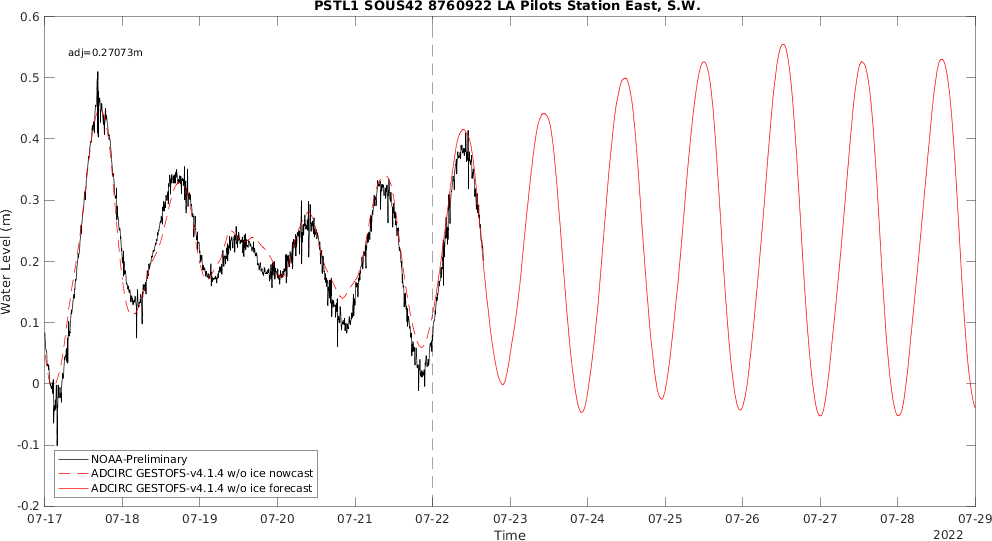 PSTL1 SOUS42 8760922 LA Pilots Station East, S.W.
adj=0.27073m
Water Level (m)
0.6
0.5
0.4
0.3
0.2
0.1
0
-0.1
-0.2
NOAA-Preliminary
ADCIRC GESTOFS-v4.1.4 w/o ice nowcast
ADCIRC GESTOFS-v4.1.4 w/o ice forecast
07-17 07-18 07-19 07-20 07-21 07-22 07-23 07-24 07-25 07-26 07-27 07-28 07-29
Time
2022